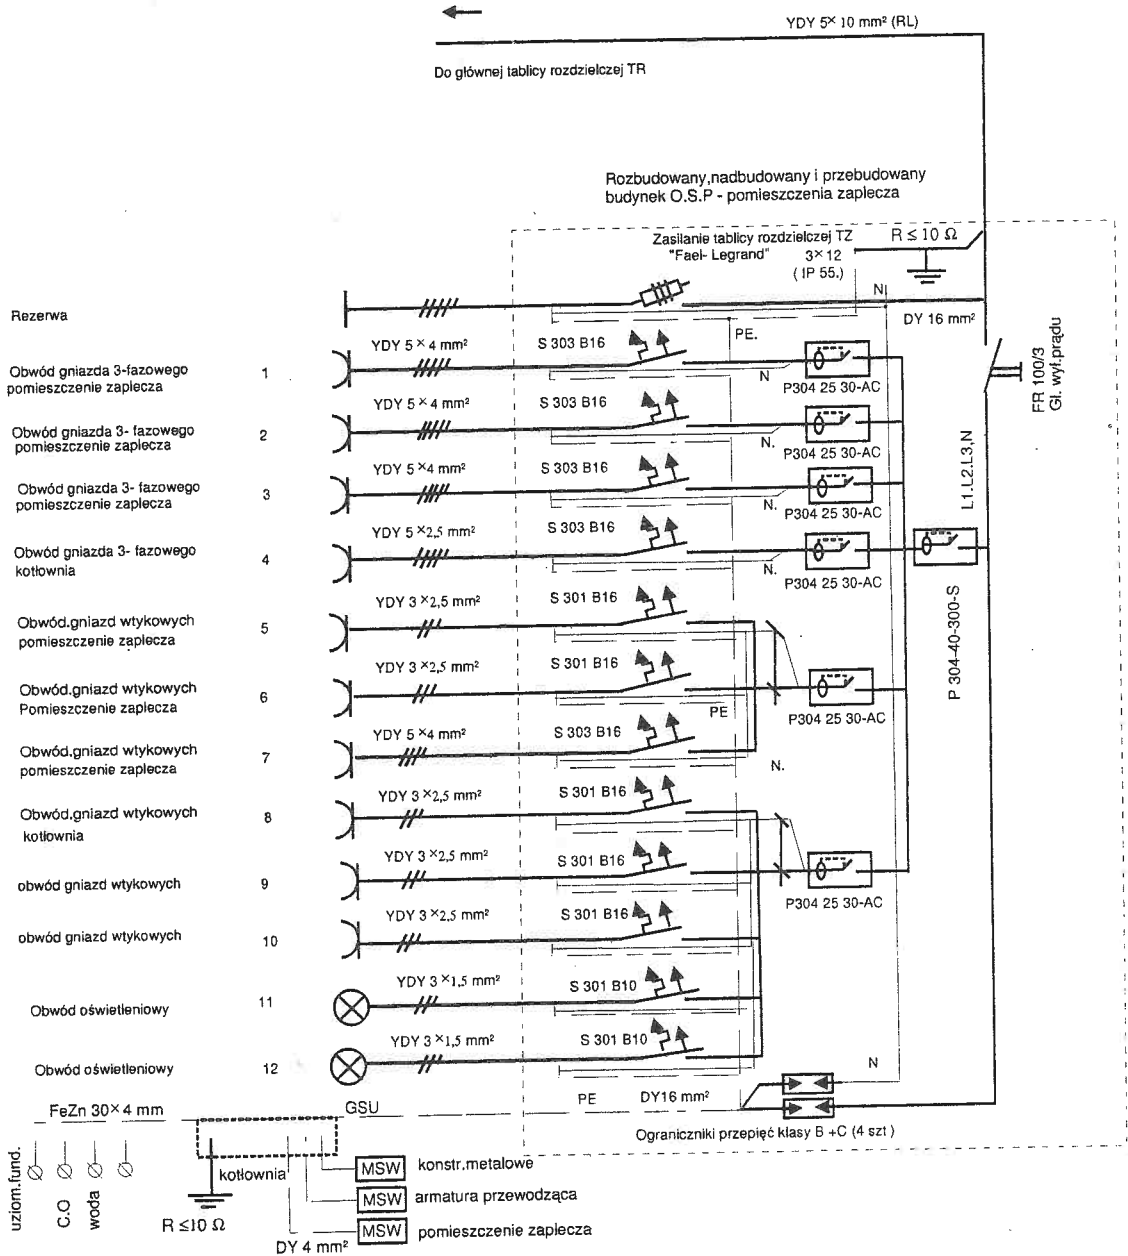 YDY 5× 10 mm² (RL)
Do głównej tablicy rozdzielczej TR
Rozbudowany,nadbudowany i przebudowany
budynek O.S.P - pomieszczenia zaplecza
Zasilanie tablicy rozdzielczej TZ
"Fael- Legrand"
3× 12
( IP 55.)
R ≤ 10 Ω
N
Rezerwa
DY 16 mm²
PE.
FR 100/3
Gł. wył.prądu
Obwód gniazda 3-fazowego
pomieszczenie zaplecza
1
YDY 5 × 4 mm²
S 303 B16
N
P304 25 30-AC
Obwód gniazda 3- fazowego
pomieszczenie zaplecza
2
YDY 5 ×4 mm²
S 303 B16
N.
P304 25 30-AC
Obwód gniazda 3- fazowego
pomieszczenie zaplecza
3
YDY 5 ×4 mm²
S 303 B16
N.
P304 25 30-AC
L1.L2.L3,N
Obwód gniazda 3- fazowego
kotłownia
4
YDY 5 ×2,5 mm²
S 303 B16
N.
P304 25 30-AC
P 304-40-300-S
Obwód.gniazd wtykowych
pomieszczenie zaplecza
5
YDY 3 ×2,5 mm²
S 301 B16
Obwód.gniazd wtykowych
Pomieszczenie zaplecza
6
YDY 3 ×2,5 mm²
S 301 B16
PE
P304 25 30-AC
Obwód.gniazd wtykowych
pomieszczenie zaplecza
7
YDY 5 ×4 mm²
S 303 B16
N.
Obwód.gniazd wtykowych
kotłownia
8
YDY 3 ×2,5 mm²
S 301 B16
obwód gniazd wtykowych
9
YDY 3 ×2,5 mm²
S 301 B16
P304 25 30-AC
obwód gniazd wtykowych
10
YDY 3 ×2,5 mm²
S 301 B16
Obwód oświetleniowy
11
YDY 3 ×1,5 mm²
S 301 B10
Obwód oświetleniowy
12
YDY 3 ×1,5 mm²
S 301 B10
N
FeZn 30× 4 mm
GSU
PE
DY16 mm²
Ograniczniki przepięć klasy B +C (4 szt )
uziom.fund.
C.O
woda
kotłownia
R ≤10 Ω
DY 4 mm²
MSW
konstr.metalowe
MSW
armatura przewodząca
MSW
pomieszczenie zaplecza